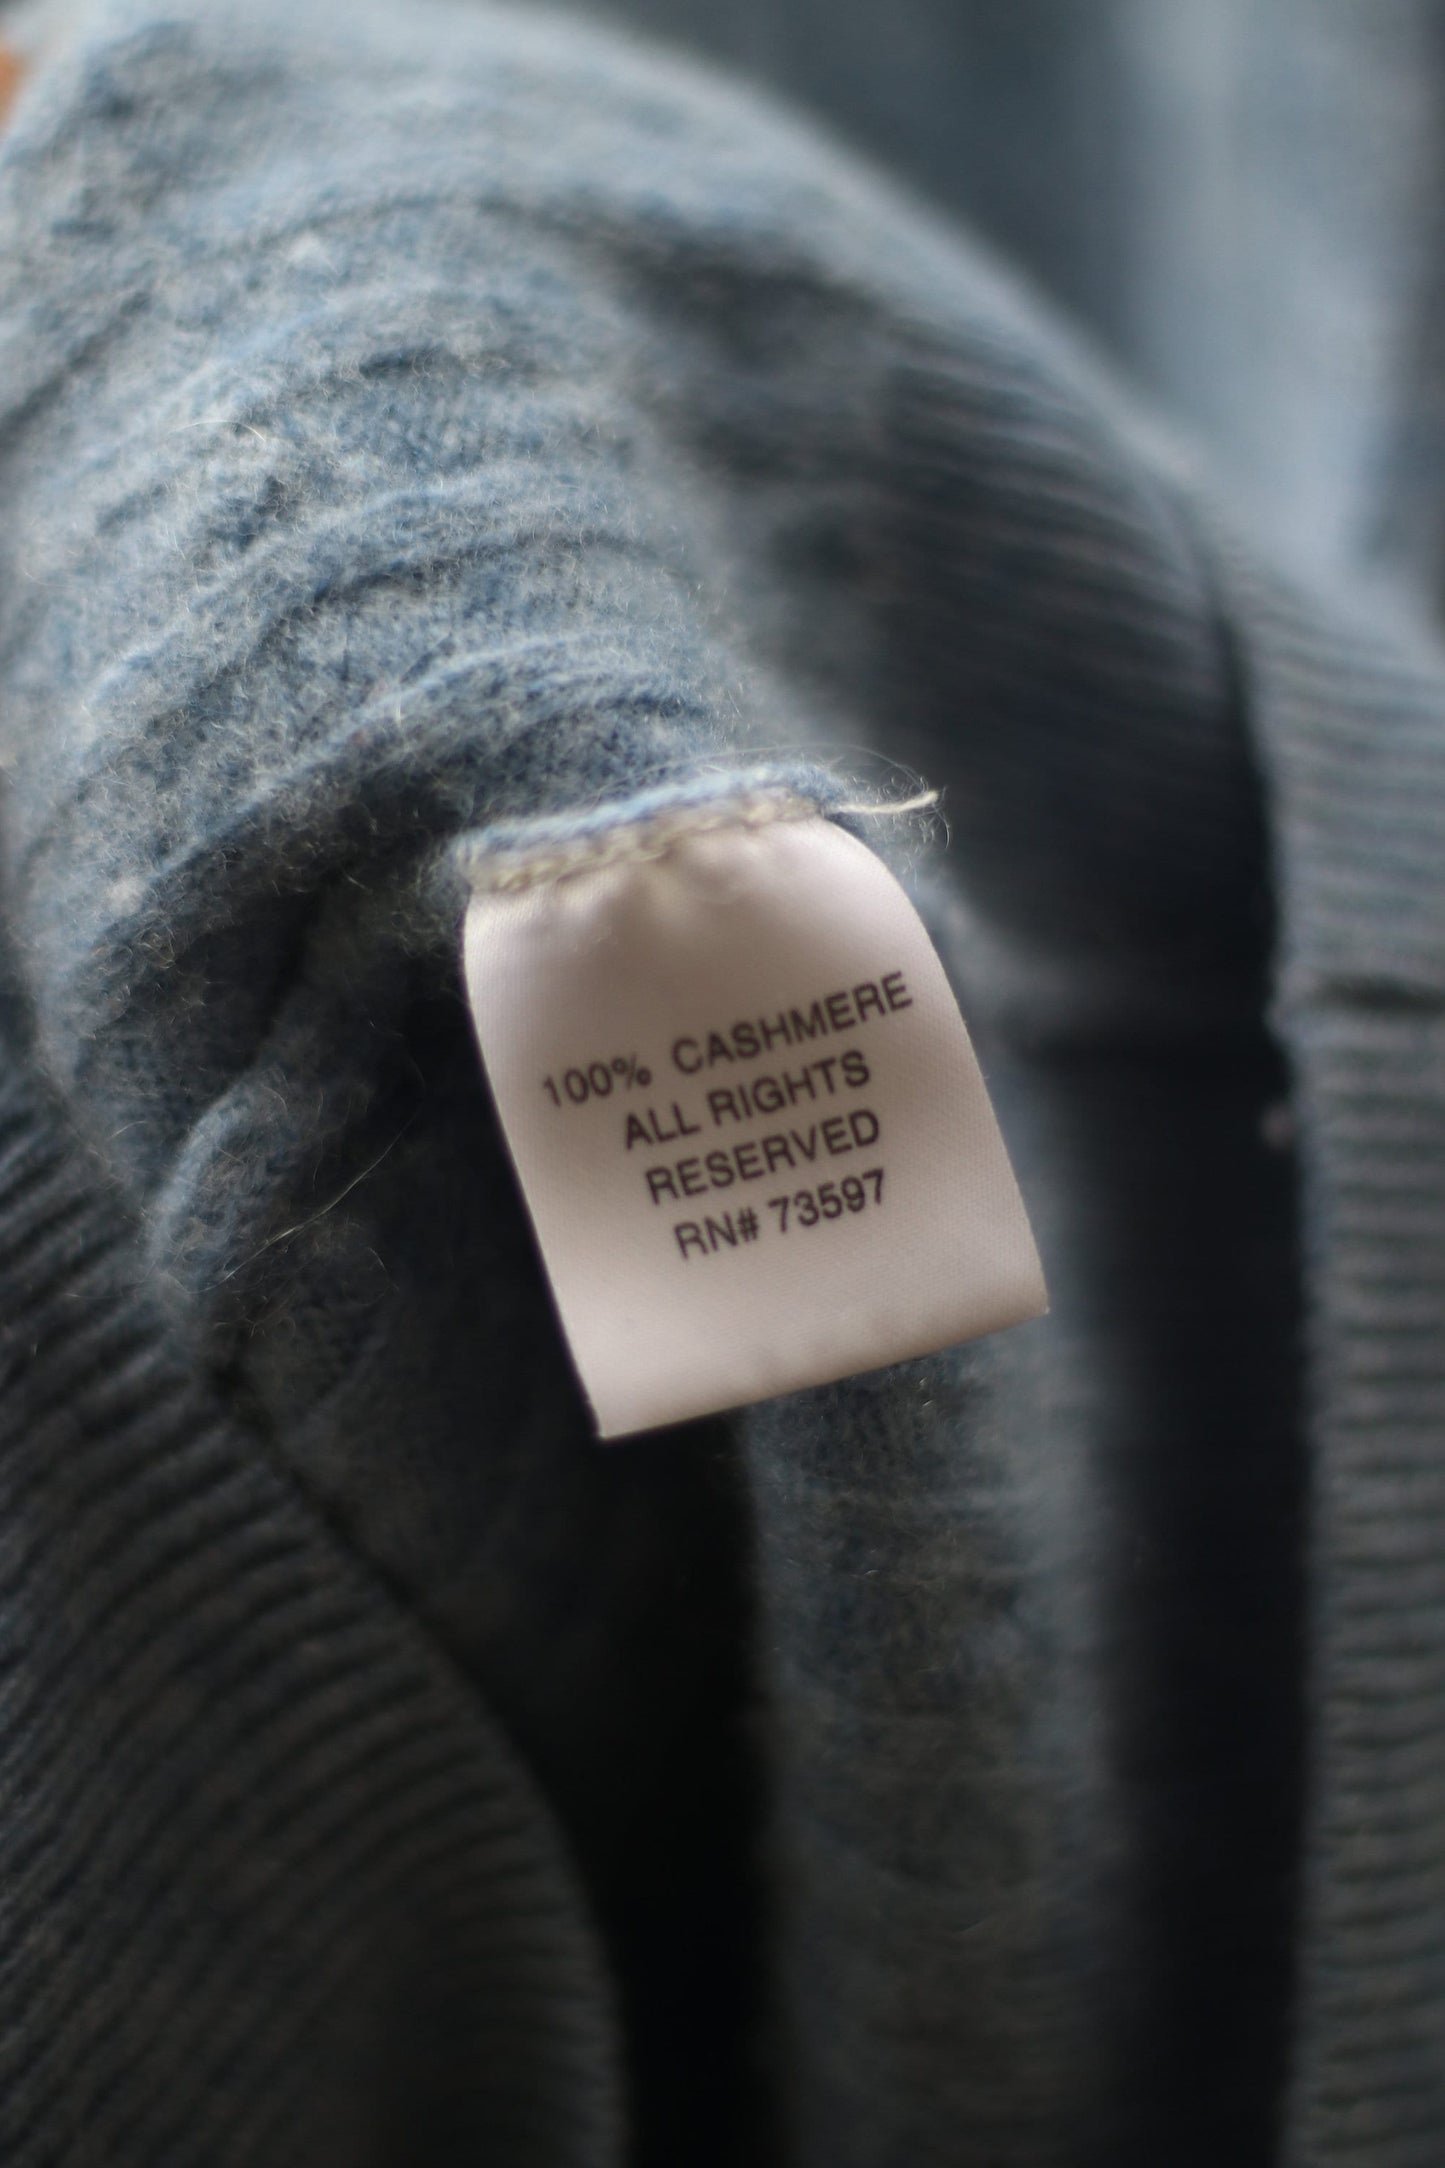 100% CASHMERE
ALL RIGHTS
RESERVED
RN# 73597